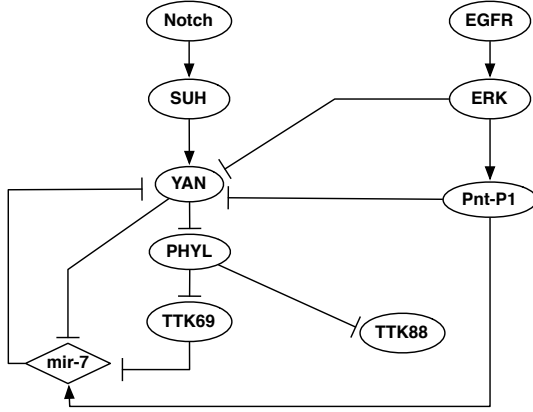 Notch
EGFR
SUH
ERK
YAN
Pnt-P1
PHYL
TTK69
TTK88
mir-7